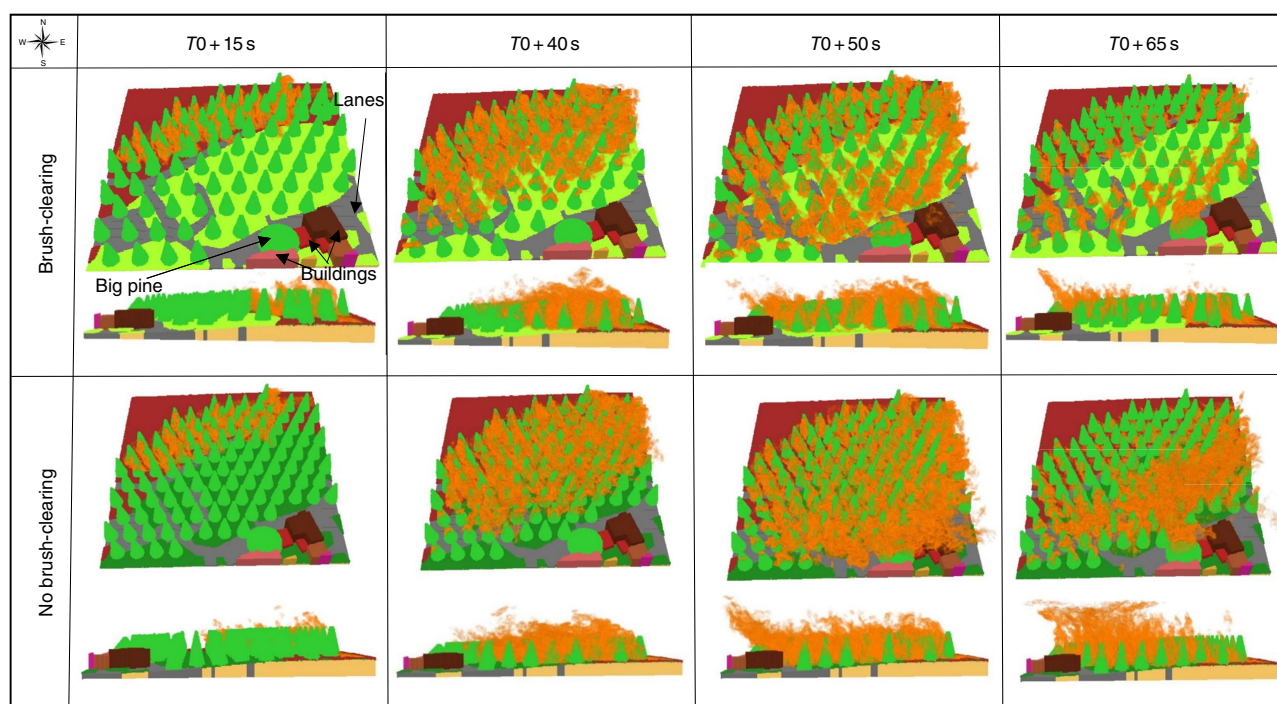 N
W E
S
T0 + 15 s
T0 + 40 s
T0 + 50 s
T0 + 65 s
Brush-clearing
Lanes
Big pine
Buildings
No brush-clearing